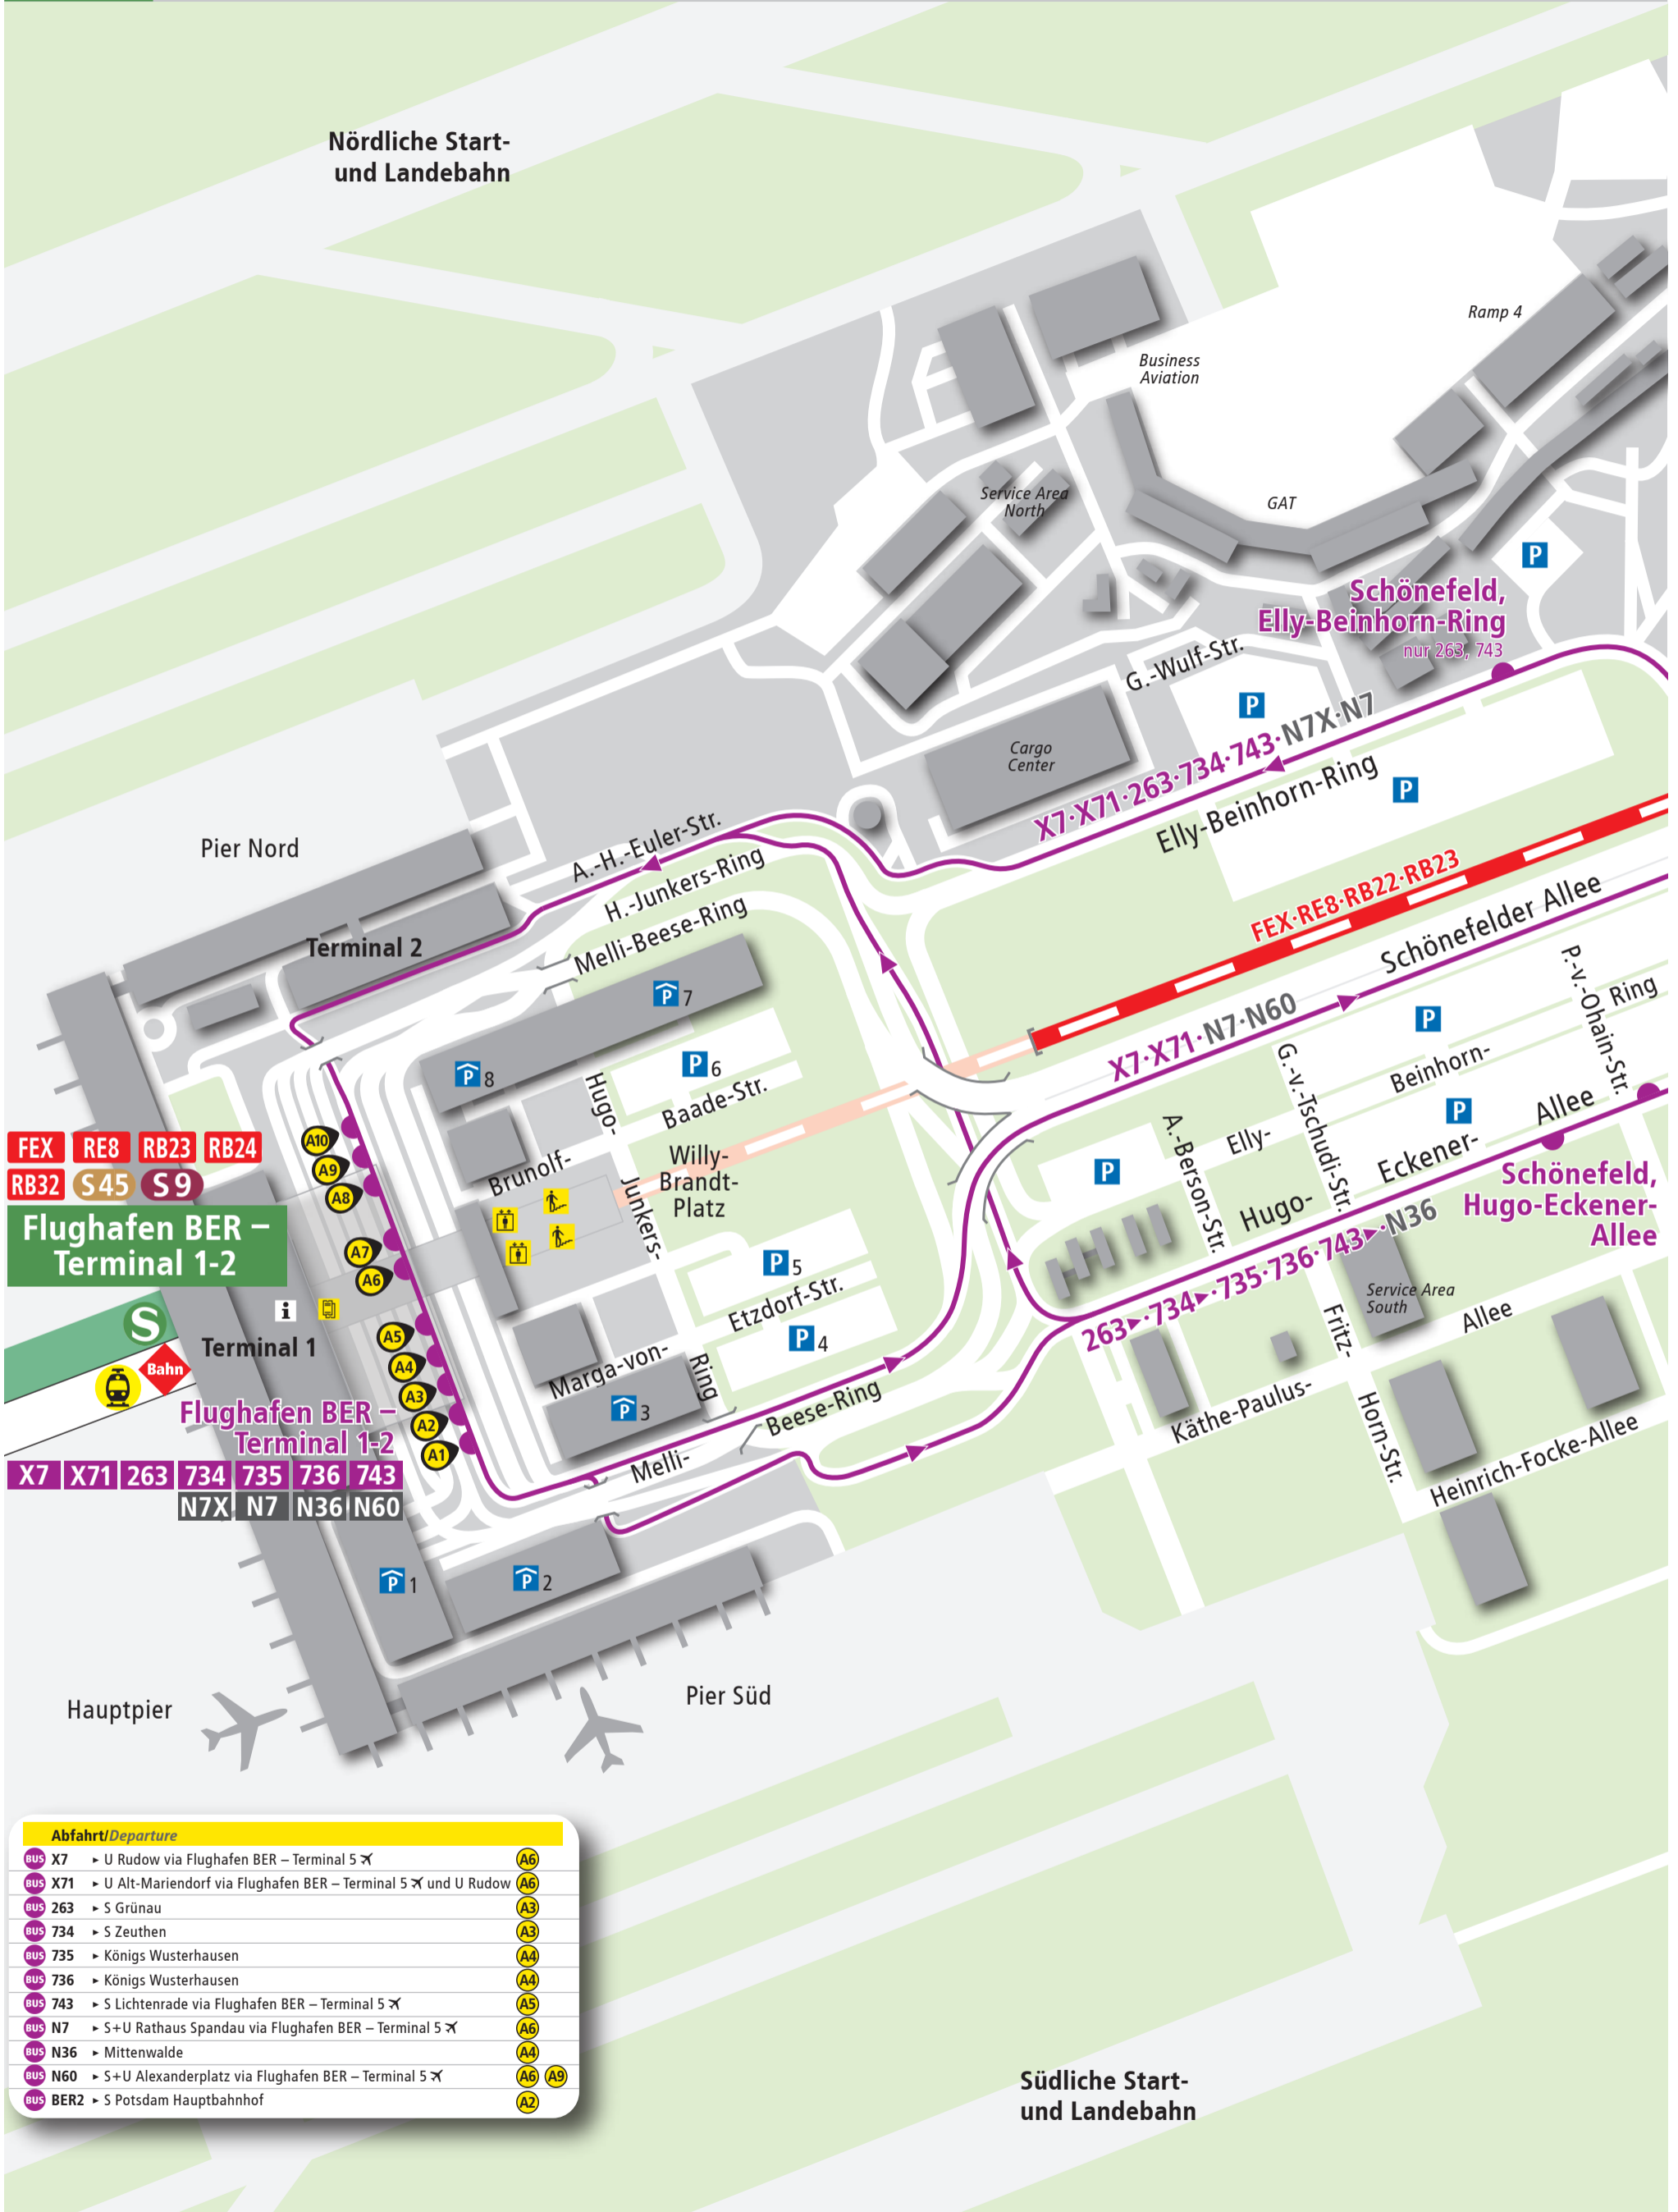 Nördliche Start-
und Landebahn
Ramp 4
Business
Aviation
Service Area
North
GAT
P
Schönefeld,
Elly-Beinhorn-Ring
nur 263, 743
G.-Wulf-Str.
P
Cargo
Center
X7·X71·263·734·743·N7X·N7
Elly-Beinhorn-Ring
P
A.-H.-Euler-Str.
H.-Junkers-Ring
Melli-Beese-Ring
Pier Nord
Terminal 2
FEX·RE8·RB22·RB23
Schönefelder Allee
X7·X71·N7·N60
P.-v.-Ohain-Str.
P 7
P 8
P 6
Baade-Str.
Hugo-
Junkers-
Ring
Brunolf-
Willy-
Brandt-
Platz
P
G.-v.-Tschudi-Str.
Elly-
Beinhorn-
Ring
P
A.-Berson-Str.
P
Hugo-
Eckener-
Allee
Schönefeld,
Hugo-Eckener-
Allee
263▸·734▸·735·736·743▸·N36
A10
A9
A8
A7
A6
A5
A4
A3
A2
A1
FEX RE8 RB23 RB24
RB32 S45 S9
Flughafen BER –
Terminal 1-2
S
i
Terminal 1
Bahn
Flughafen BER –
Terminal 1-2
X7 X71 263 734 735 736 743
N7X N7 N36 N60
P 5
Etzdorf-Str.
P 4
Marga-von-
P 3
Melli-
Beese-Ring
Service Area
South
Fritz-
Horn-Str.
Käthe-Paulus-
Allee
Heinrich-Focke-Allee
P 1
P 2
Hauptpier
Pier Süd
Abfahrt/Departure
BUS X7 ▸ U Rudow via Flughafen BER – Terminal 5 A6
BUS X71 ▸ U Alt-Mariendorf via Flughafen BER – Terminal 5 und U Rudow A6
BUS 263 ▸ S Grünau A3
BUS 734 ▸ S Zeuthen A3
BUS 735 ▸ Königs Wusterhausen A4
BUS 736 ▸ Königs Wusterhausen A4
BUS 743 ▸ S Lichtenrade via Flughafen BER – Terminal 5 A5
BUS N7 ▸ S+U Rathaus Spandau via Flughafen BER – Terminal 5 A6
BUS N36 ▸ Mittenwalde A4
BUS N60 ▸ S+U Alexanderplatz via Flughafen BER – Terminal 5 A6 A9
BUS BER2 ▸ S Potsdam Hauptbahnhof A2
Südliche Start-
und Landebahn